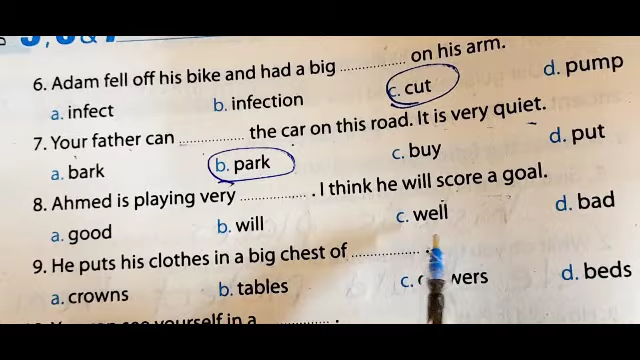 6. Adam fell off his bike and had a big ............... on his arm.
a. infect b. infection c. cut d. pump
7. Your father can ............... the car on this road. It is very quiet.
a. bark b. park c. buy d. put
8. Ahmed is playing very ............... . I think he will score a goal.
a. good b. will c. well d. bad
9. He puts his clothes in a big chest of ...............
a. crowns b. tables c. wers d. beds
yourself in a ............... .